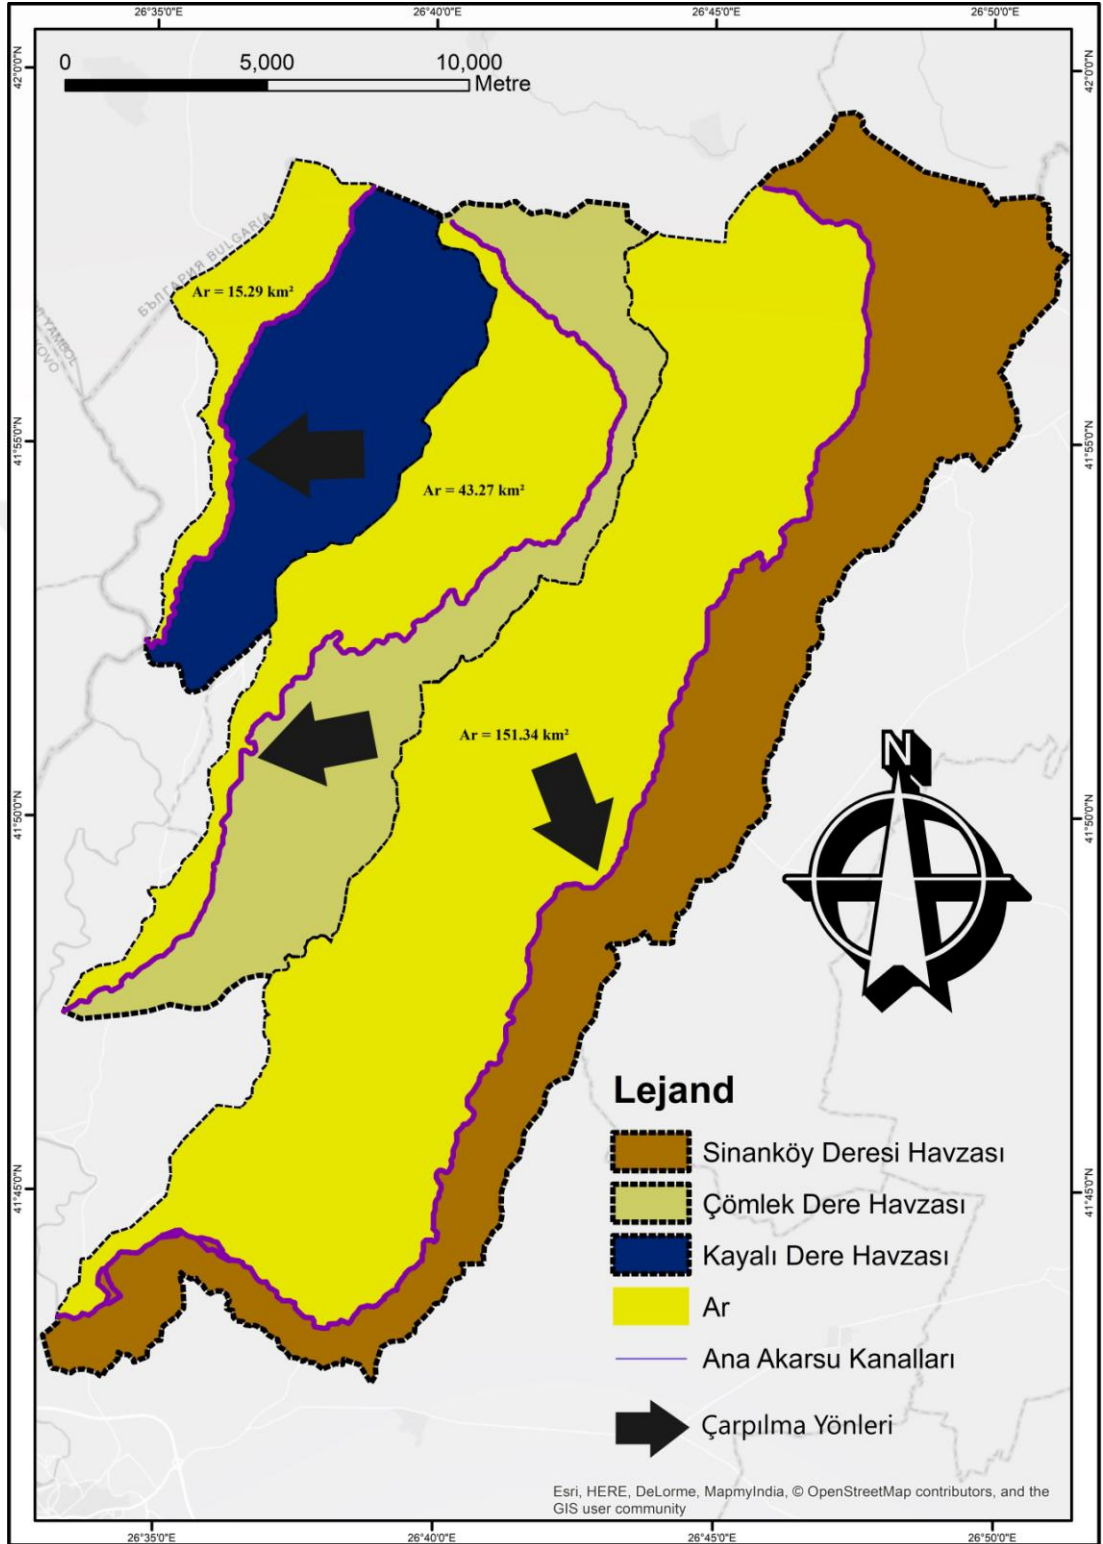 26°35'0"E
26°40'0"E
26°45'0"E
26°50'0"E
42°0'0"N
42°0'0"N
0 5,000 10,000
Metre
БЪЛГАРИЯ BULGARIA
YAMBOL
KOVO
Ar = 15.29 km²
41°55'0"N
41°55'0"N
Ar = 43.27 km²
Ar = 151.34 km²
N
41°50'0"N
41°50'0"N
Lejand
Sinanköy Deresi Havzası
Çömlek Dere Havzası
41°45'0"N
41°45'0"N
Kayalı Dere Havzası
Ar
Ana Akarsu Kanalları
Çarpılma Yönleri
Esri, HERE, DeLorme, MapmyIndia, © OpenStreetMap contributors, and the
GIS user community
26°35'0"E
26°40'0"E
26°45'0"E
26°50'0"E